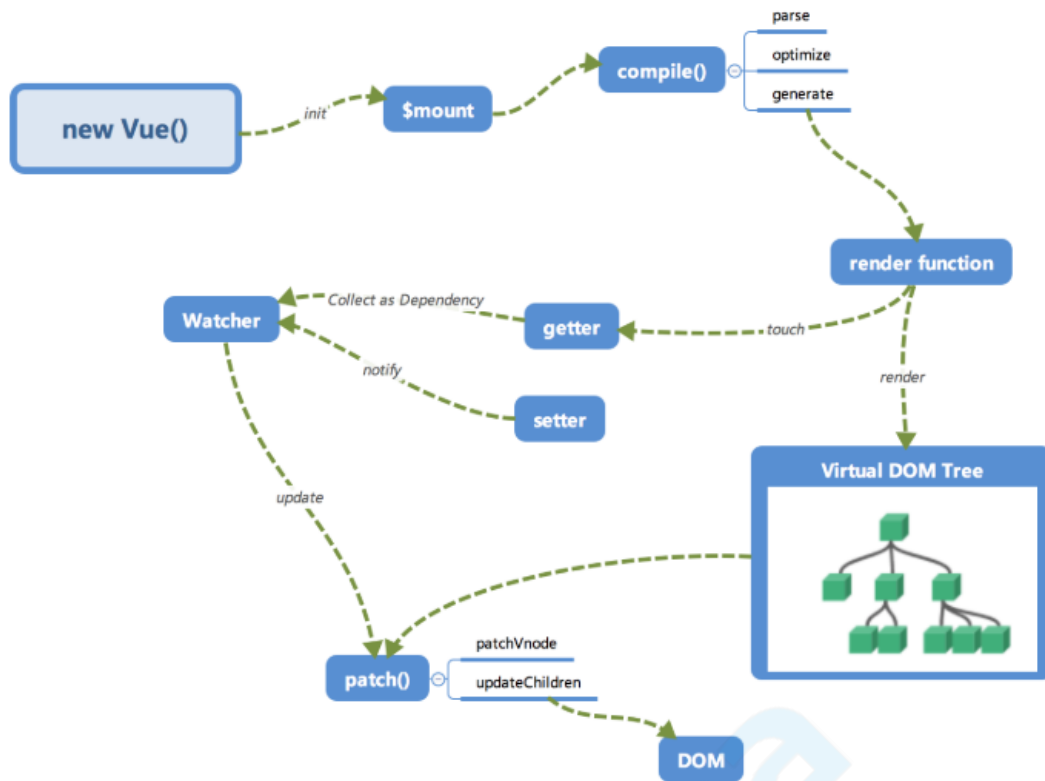 parse
compile()
optimize
generate
new Vue()
init
$mount
render function
Collect as Dependency
Watcher
getter
touch
notify
render
setter
Virtual DOM Tree
update
patchVnode
patch()
updateChildren
DOM